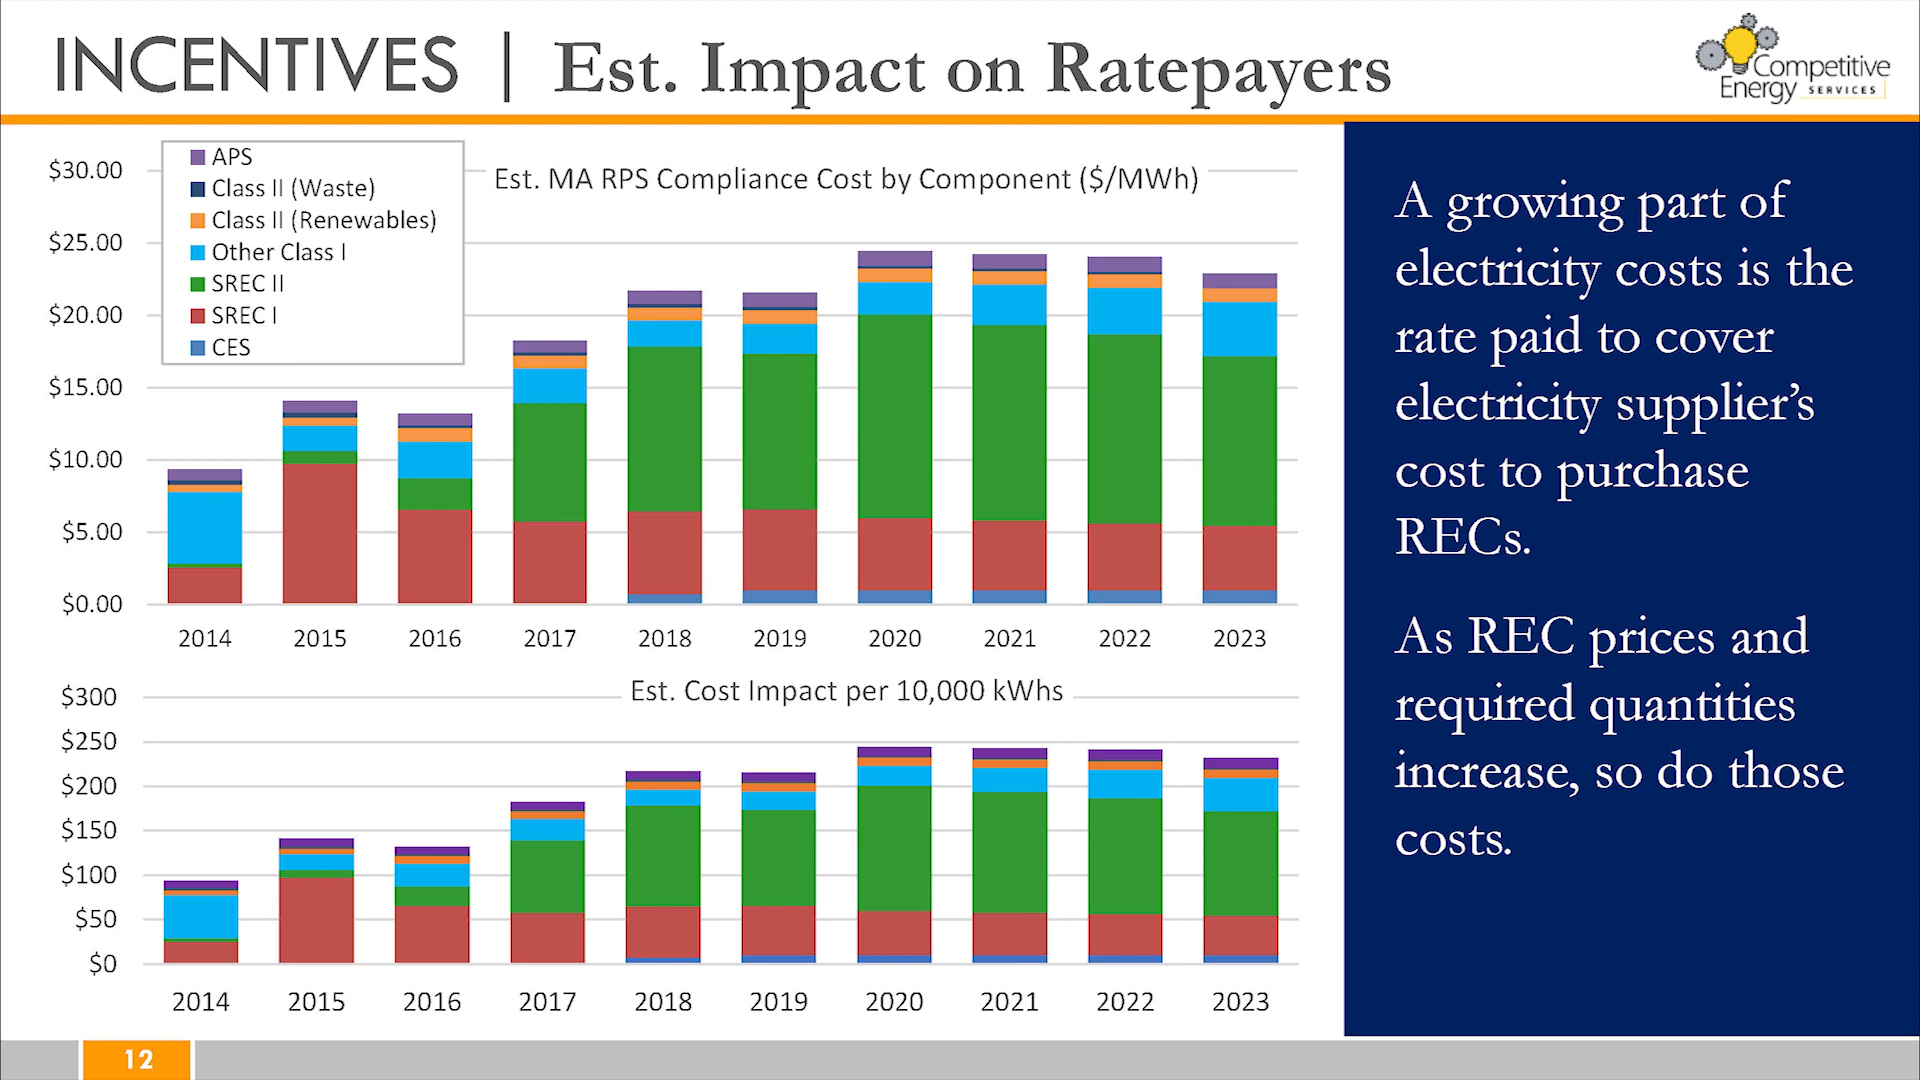 INCENTIVES | Est. Impact on Ratepayers
Competitive
Energy SERVICES
Est. MA RPS Compliance Cost by Component ($/MWh)
APS
Class II (Waste)
Class II (Renewables)
Other Class I
SREC II
SREC I
CES
$30.00
$25.00
$20.00
$15.00
$10.00
$5.00
$0.00
2014 2015 2016 2017 2018 2019 2020 2021 2022 2023
Est. Cost Impact per 10,000 kWhs
$300
$250
$200
$150
$100
$50
$0
2014 2015 2016 2017 2018 2019 2020 2021 2022 2023
A growing part of
electricity costs is the
rate paid to cover
electricity supplier’s
cost to purchase
RECs.
As REC prices and
required quantities
increase, so do those
costs.
12